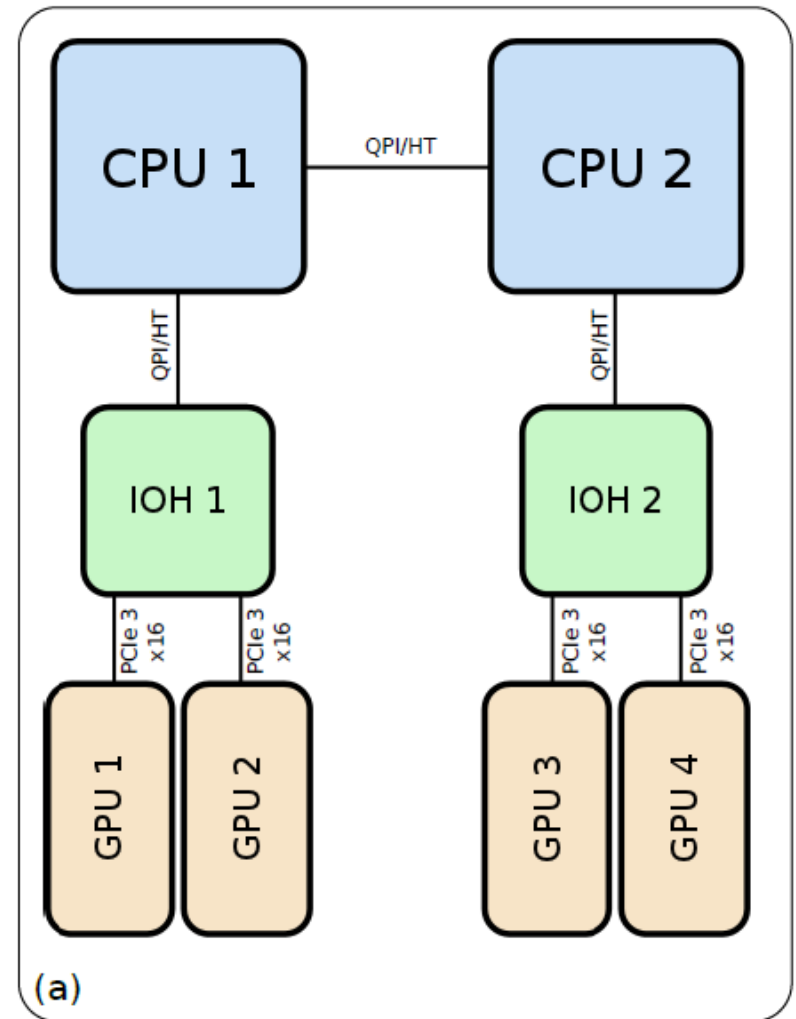 CPU 1
QPI/HT
CPU 2
QPI/HT
QPI/HT
IOH 1
IOH 2
PCIe 3
x16
PCIe 3
x16
PCIe 3
x16
PCIe 3
x16
GPU 1
GPU 2
GPU 3
GPU 4
(a)